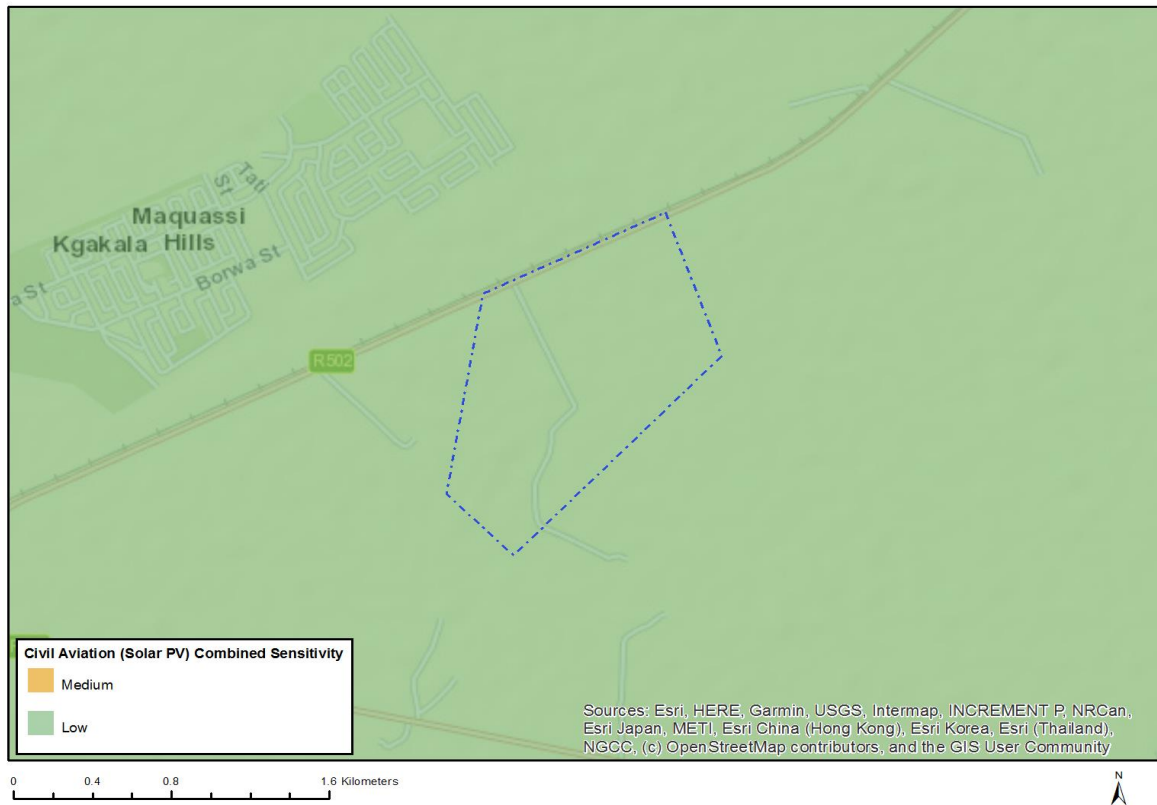 Tati
St
Maquassi
Kgakala Hills
Borwa St
a St
R502
Civil Aviation (Solar PV) Combined Sensitivity
Medium
Low
Sources: Esri, HERE, Garmin, USGS, Intermap, INCREMENT P, NRCan,
Esri Japan, METI, Esri China (Hong Kong), Esri Korea, Esri (Thailand),
NGCC, (c) OpenStreetMap contributors, and the GIS User Community
0 0.4 0.8 1.6 Kilometers
N